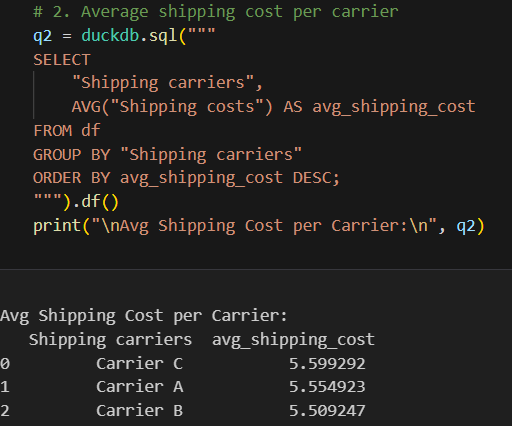 # 2. Average shipping cost per carrier
q2 = duckdb.sql("""
SELECT
    "Shipping carriers",
    AVG("Shipping costs") AS avg_shipping_cost
FROM df
GROUP BY "Shipping carriers"
ORDER BY avg_shipping_cost DESC;
""").df()
print("\nAvg Shipping Cost per Carrier:\n", q2)
Avg Shipping Cost per Carrier:
   Shipping carriers  avg_shipping_cost
0         Carrier C           5.599292
1         Carrier A           5.554923
2         Carrier B           5.509247